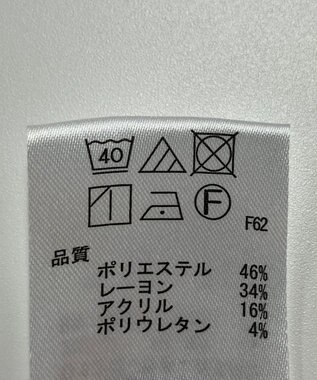 40
F
F62
品質
ポリエステル 46%
レーヨン 34%
アクリル 16%
ポリウレタン 4%